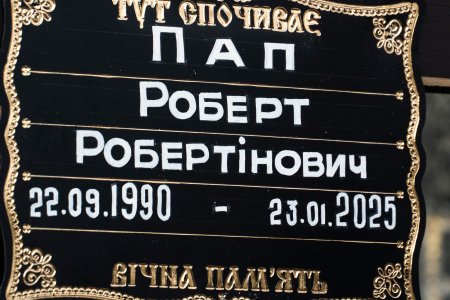 ТУТ СПОЧИВАЄ
ПАП
РОБЕРТ
РОБЕРТІНОВИЧ
22.09.1990 - 23.01.2025
ВІЧНА ПАМ'ЯТЬ